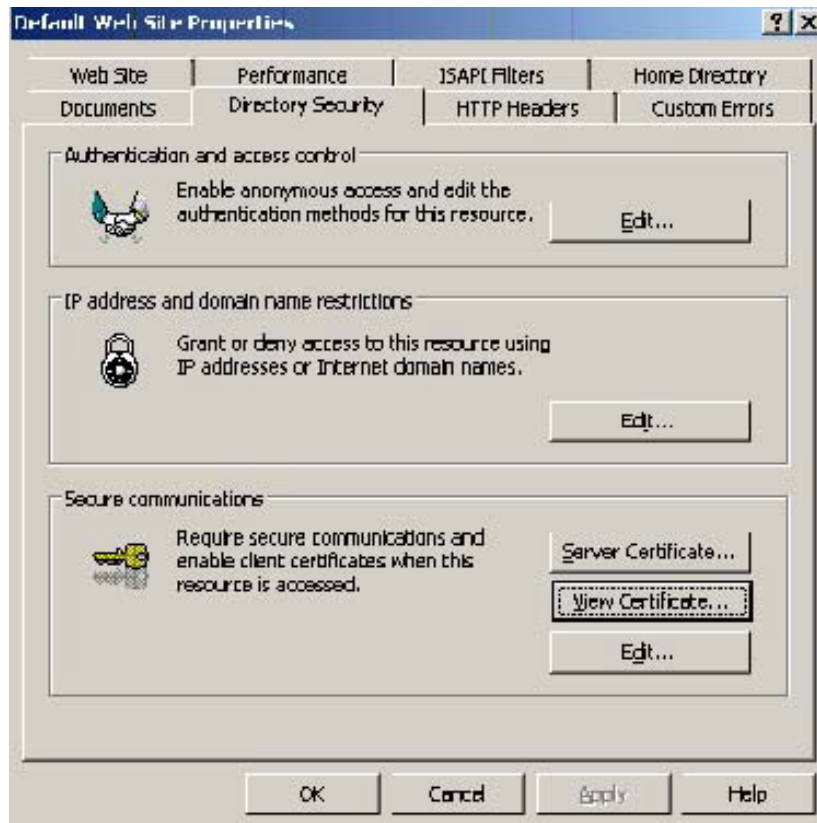 Default Web Site Properties
?
Web Site
Performance
ISAPI Filters
Home Directory
Documents
Directory Security
HTTP Headers
Custom Errors
Authentication and access control
Enable anonymous access and edit the
authentication methods for this resource.
Edit...
IP address and domain name restrictions
Grant or deny access to this resource using
IP addresses or Internet domain names.
Edit...
Secure communications
Require secure communications and
enable client certificates when this
resource is accessed.
Server Certificate...
View Certificate...
Edit...
OK
Cancel
Apply
Help